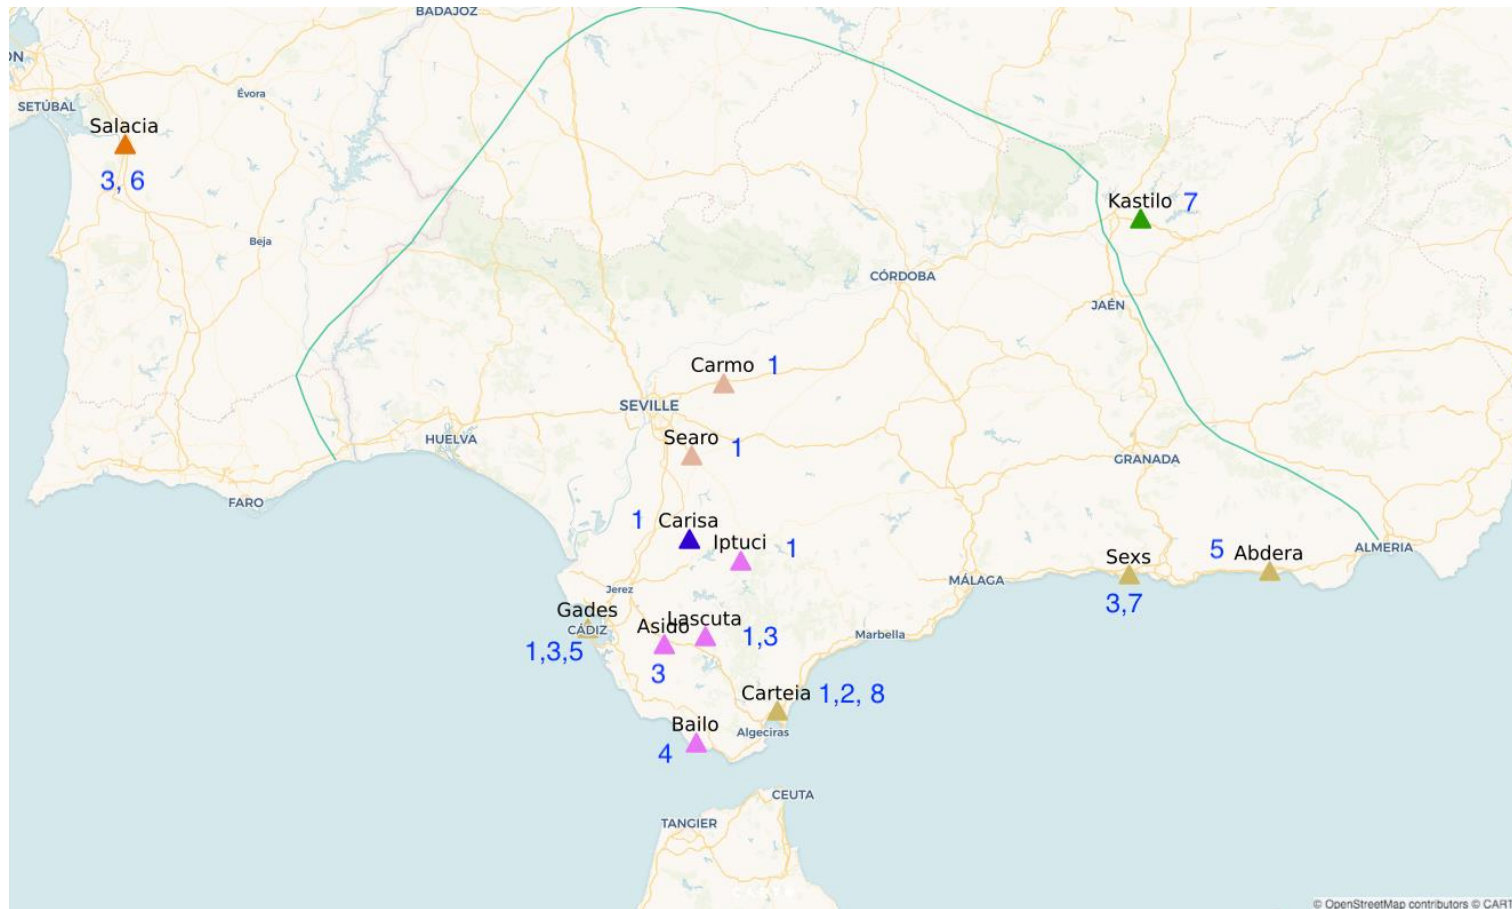 BADAJOZ
ON
Évora
SETÚBAL
Salacia
3, 6
Kastilo 7
Beja
CÓRDOBA
JAÉN
Carmo 1
SEVILLE
HUELVA
Searo 1
GRANADA
FARO
1 Carisa
Iptuci 1
5 Abdera
ALMERIA
Sexs
MÁLAGA
Jerez
3,7
Gades
CÁDIZ
Lascuta
Asido
1,3
Marbella
1,3,5
3
Carteia 1,2, 8
Bailo
Algeciras
4
CEUTA
TANGIER
© OpenStreetMap contributors © CART